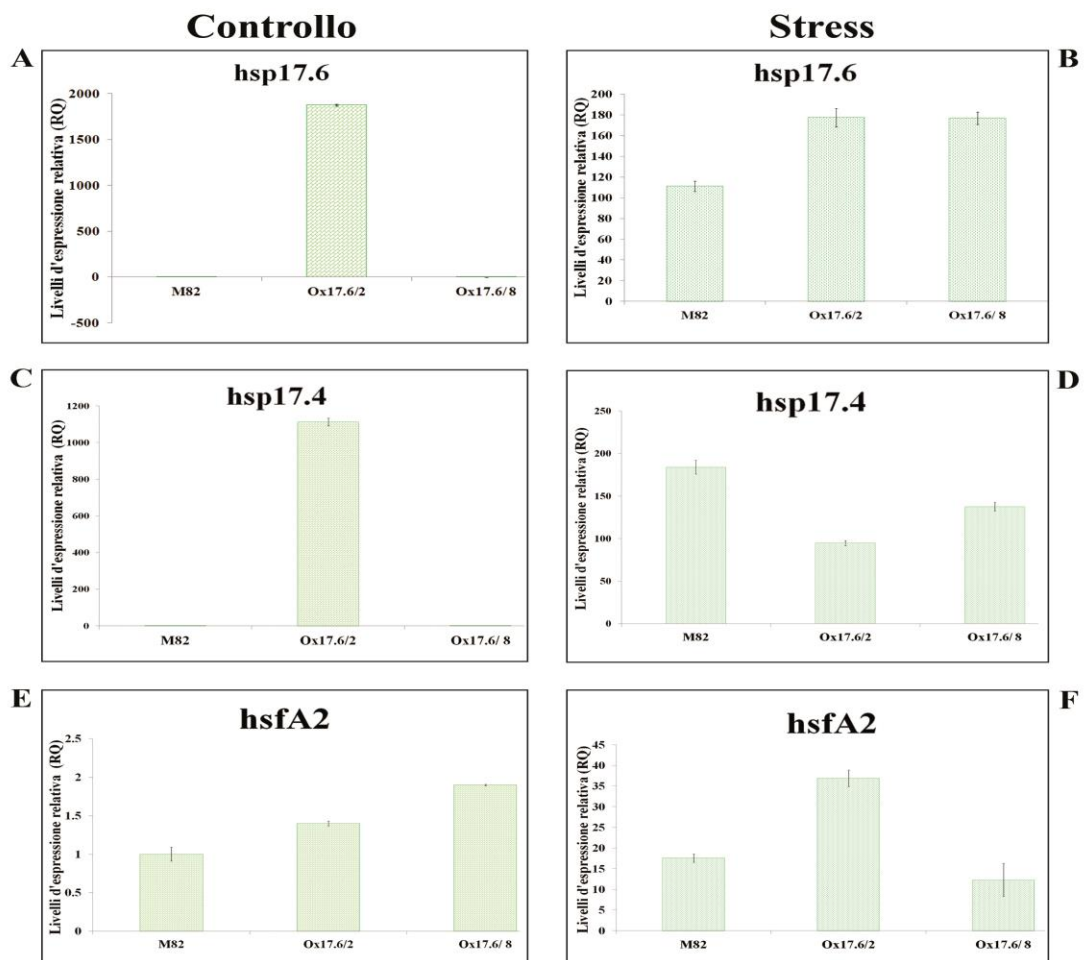 Controllo
Stress
A
hsp17.6
Livelli d'espressione relativa (RQ)
2000
1500
1000
500
0
-500
M82
Ox17.6/2
Ox17.6/ 8
B
hsp17.6
Livelli d'espressione relativa (RQ)
200
180
160
140
120
100
80
60
40
20
0
M82
Ox17.6/2
Ox17.6/ 8
C
hsp17.4
Livelli d'espressione relativa (RQ)
1200
1000
800
600
400
200
0
M82
Ox17.6/2
Ox17.6/ 8
D
hsp17.4
Livelli d'espressione relativa (RQ)
250
200
150
100
50
0
M82
Ox17.6/2
Ox17.6/ 8
E
hsfA2
Livelli d'espressione relativa (RQ)
2.5
2
1.5
1
0.5
0
M82
Ox17.6/2
Ox17.6/ 8
F
hsfA2
Livelli d'espressione relativa (RQ)
45
40
35
30
25
20
15
10
5
0
M82
Ox17.6/2
Ox17.6/ 8